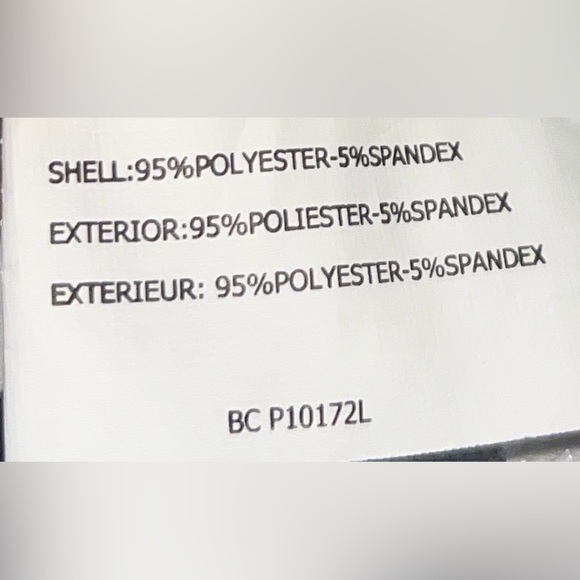 SHELL:95%POLYESTER-5%SPANDEX
EXTERIOR:95%POLIESTER-5%SPANDEX
EXTERIEUR: 95%POLYESTER-5%SPANDEX
BC P10172L